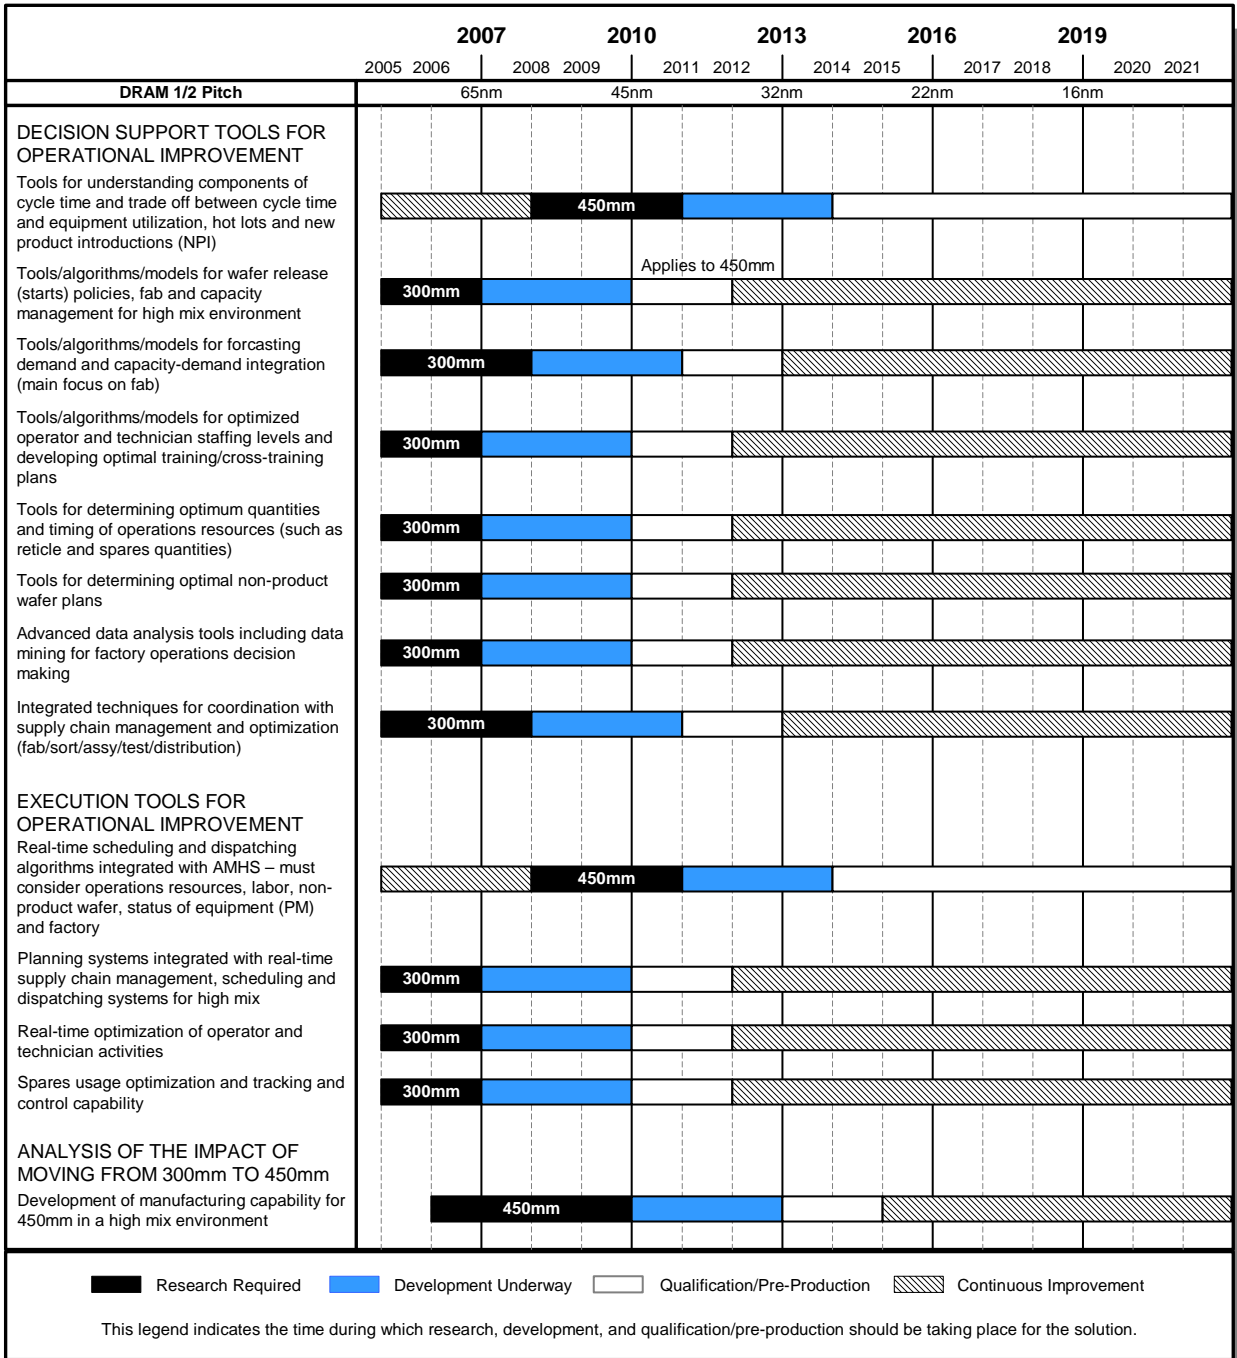 2007 2010 2013 2016 2019
2005 2006 2008 2009 2011 2012 2014 2015 2017 2018 2020 2021
DRAM 1/2 Pitch 65nm 45nm 32nm 22nm 16nm
DECISION SUPPORT TOOLS FOR
OPERATIONAL IMPROVEMENT
Tools for understanding components of
cycle time and trade off between cycle time
and equipment utilization, hot lots and new
product introductions (NPI)
450mm
Applies to 450mm
Tools/algorithms/models for wafer release
(starts) policies, fab and capacity
management for high mix environment
300mm
Tools/algorithms/models for forcasting
demand and capacity-demand integration
(main focus on fab)
300mm
Tools/algorithms/models for optimized
operator and technician staffing levels and
developing optimal training/cross-training
plans
300mm
Tools for determining optimum quantities
and timing of operations resources (such as
reticle and spares quantities)
300mm
Tools for determining optimal non-product
wafer plans
300mm
Advanced data analysis tools including data
mining for factory operations decision
making
300mm
Integrated techniques for coordination with
supply chain management and optimization
(fab/sort/assy/test/distribution)
300mm
EXECUTION TOOLS FOR
OPERATIONAL IMPROVEMENT
Real-time scheduling and dispatching
algorithms integrated with AMHS – must
consider operations resources, labor, non-
product wafer, status of equipment (PM)
and factory
450mm
Planning systems integrated with real-time
supply chain management, scheduling and
dispatching systems for high mix
300mm
Real-time optimization of operator and
technician activities
300mm
Spares usage optimization and tracking and
control capability
300mm
ANALYSIS OF THE IMPACT OF
MOVING FROM 300mm TO 450mm
Development of manufacturing capability for
450mm in a high mix environment
450mm
Research Required Development Underway Qualification/Pre-Production Continuous Improvement
This legend indicates the time during which research, development, and qualification/pre-production should be taking place for the solution.